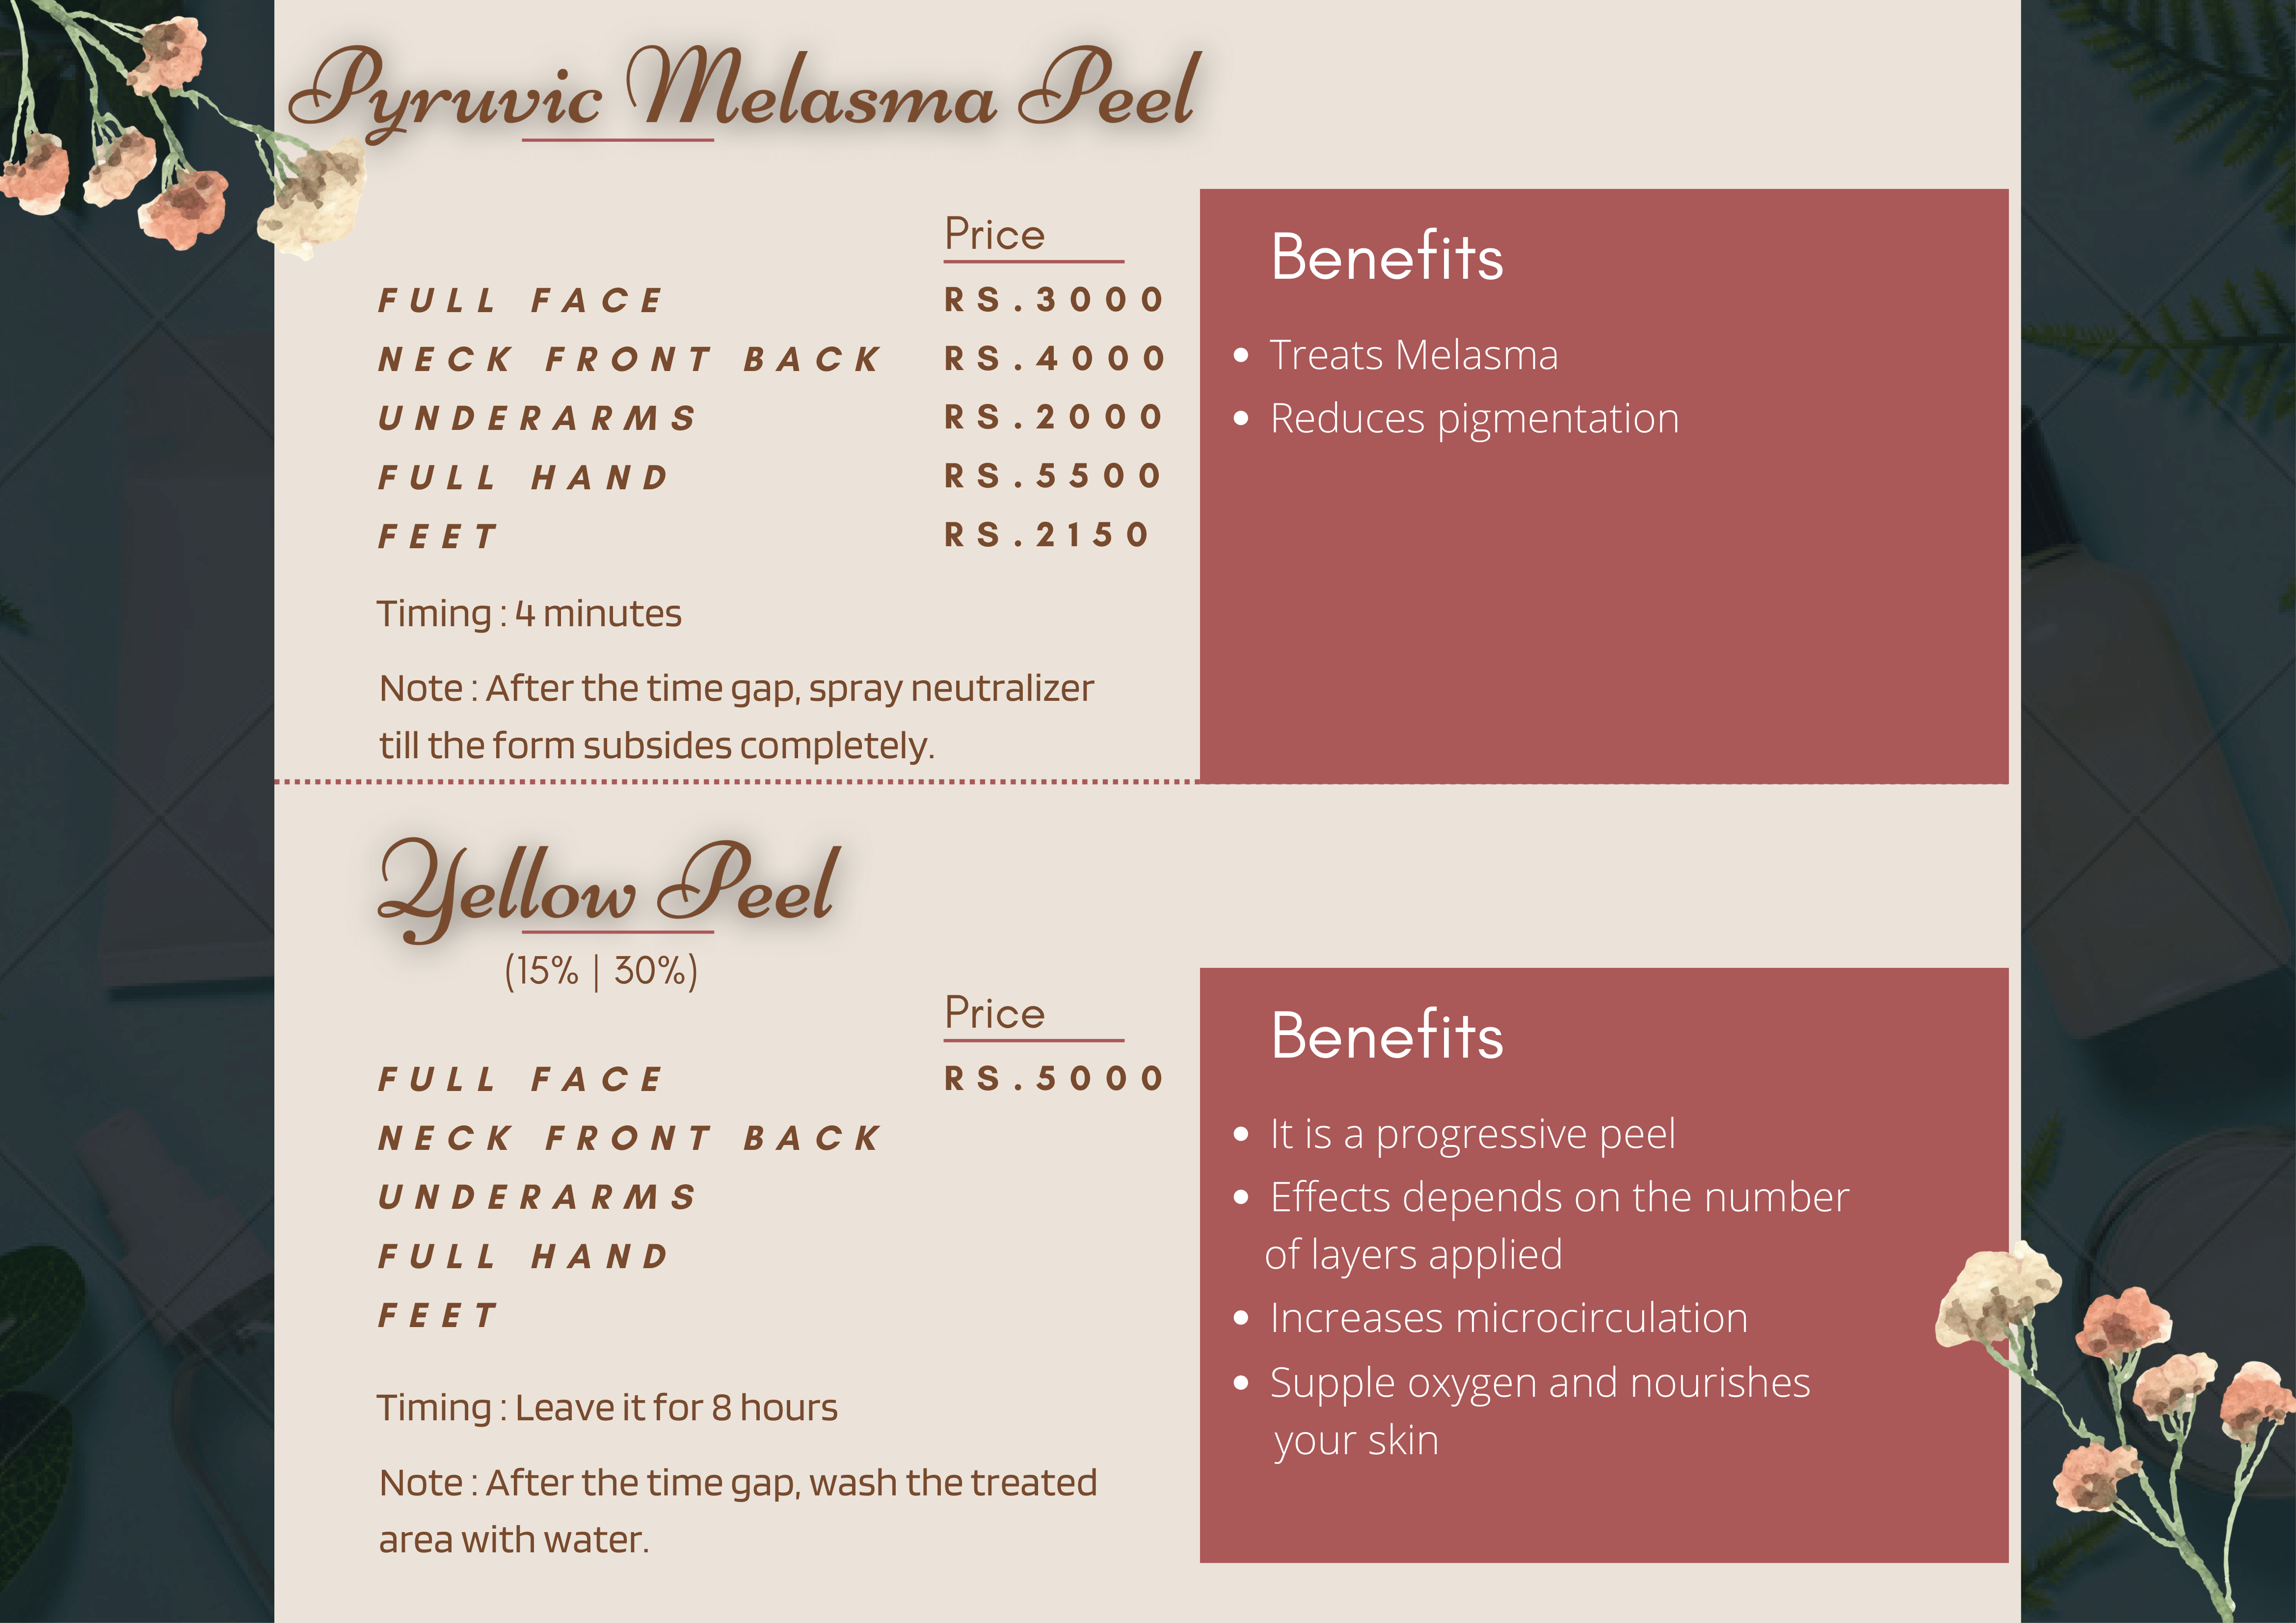 Pyruvic Melasma Peel
Price
FULL FACE RS.3000
NECK FRONT BACK RS.4000
UNDERARMS RS.2000
FULL HAND RS.5500
FEET RS.2150
Timing : 4 minutes
Note : After the time gap, spray neutralizer
till the form subsides completely.
Benefits
• Treats Melasma
• Reduces pigmentation
Yellow Peel
(15% | 30%)
Price
FULL FACE RS.5000
NECK FRONT BACK
UNDERARMS
FULL HAND
FEET
Timing : Leave it for 8 hours
Note : After the time gap, wash the treated
area with water.
Benefits
• It is a progressive peel
• Effects depends on the number
of layers applied
• Increases microcirculation
• Supple oxygen and nourishes
your skin